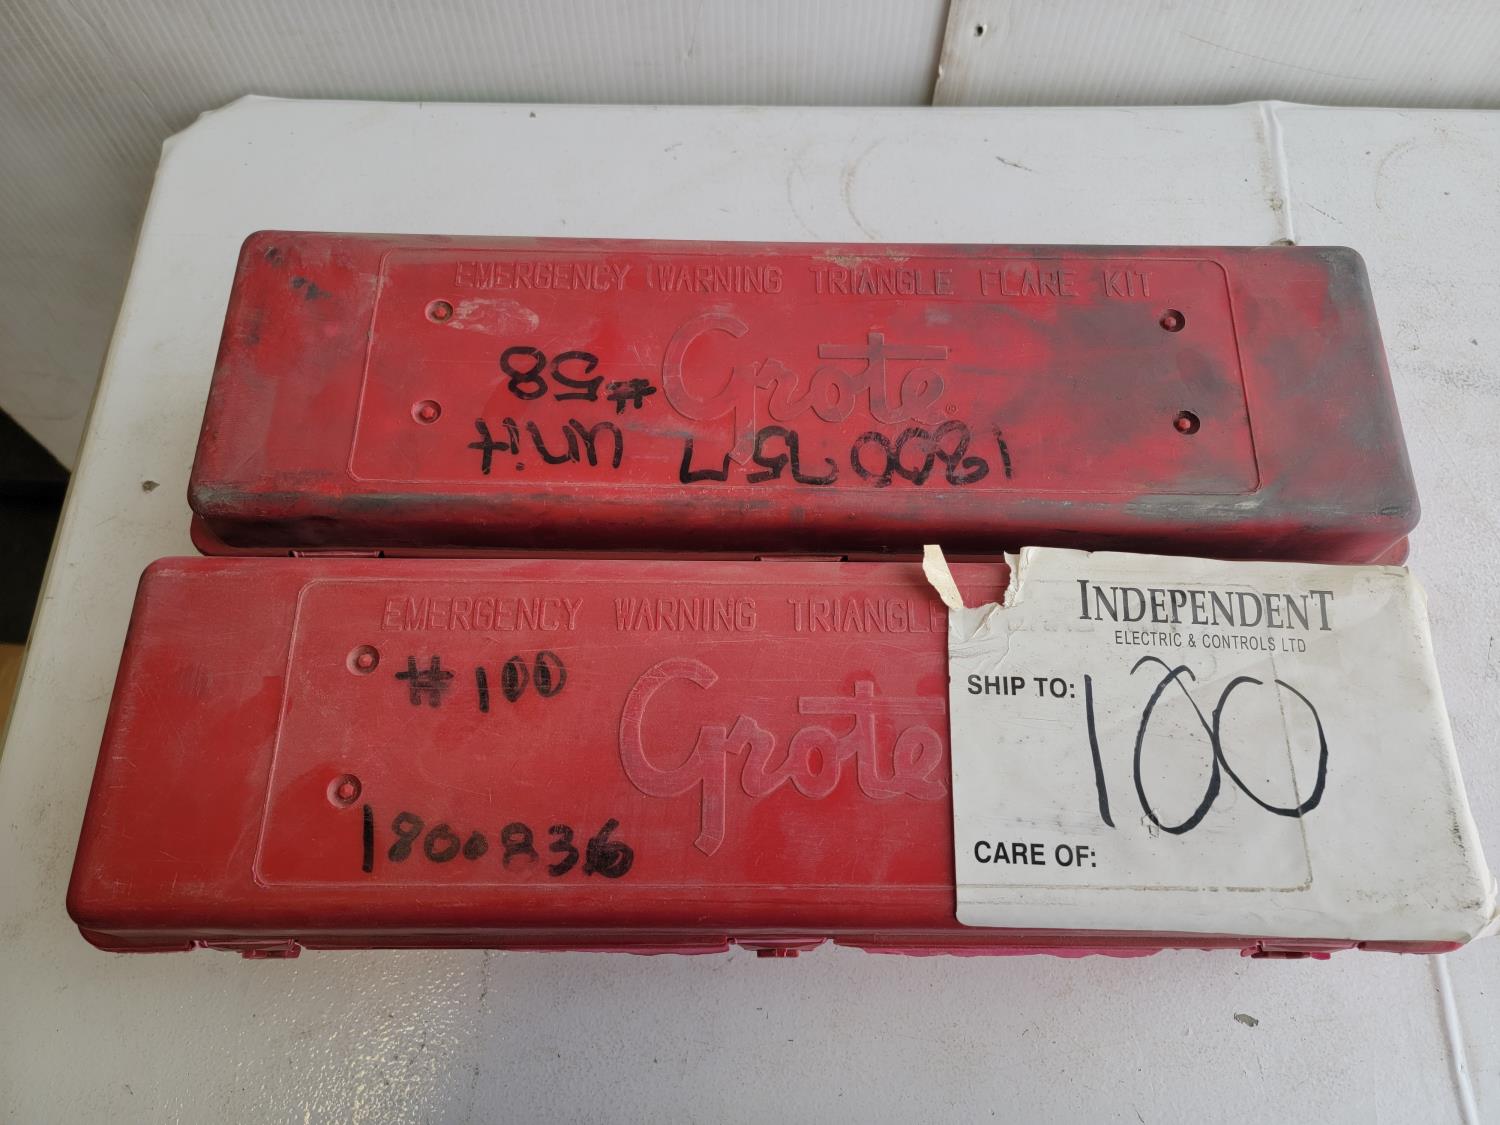 EMERGENCY WARNING TRIANGLE FLARE KIT
Grote®
1800757 unit
#58
EMERGENCY WARNING TRIANGLE
Grote
#100
1800836
INDEPENDENT
ELECTRIC & CONTROLS LTD
SHIP TO: 100
CARE OF: